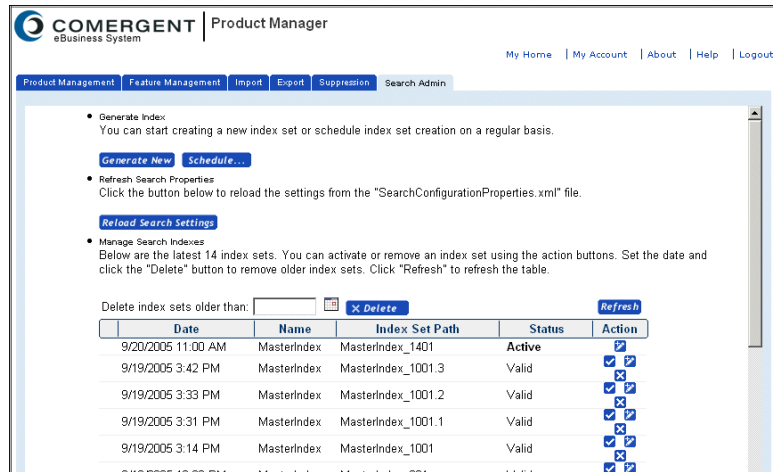 COMERGENT Product Manager
eBusiness System
My Home | My Account | About | Help | Logout
Product Management Feature Management Import Export Suppression Search Admin
• Generate Index
You can start creating a new index set or schedule index set creation on a regular basis.
Generate New Schedule...
• Refresh Search Properties
Click the button below to reload the settings from the "SearchConfigurationProperties.xml" file.
Reload Search Settings
• Manage Search Indexes
Below are the latest 14 index sets. You can activate or remove an index set using the action buttons. Set the date and
click the "Delete" button to remove older index sets. Click "Refresh" to refresh the table.
Delete index sets older than: Delete Refresh
Date Name Index Set Path Status Action
9/20/2005 11:00 AM MasterIndex MasterIndex_1401 Active
9/19/2005 3:42 PM MasterIndex MasterIndex_1001.3 Valid
9/19/2005 3:33 PM MasterIndex MasterIndex_1001.2 Valid
9/19/2005 3:31 PM MasterIndex MasterIndex_1001.1 Valid
9/19/2005 3:14 PM MasterIndex MasterIndex_1001 Valid